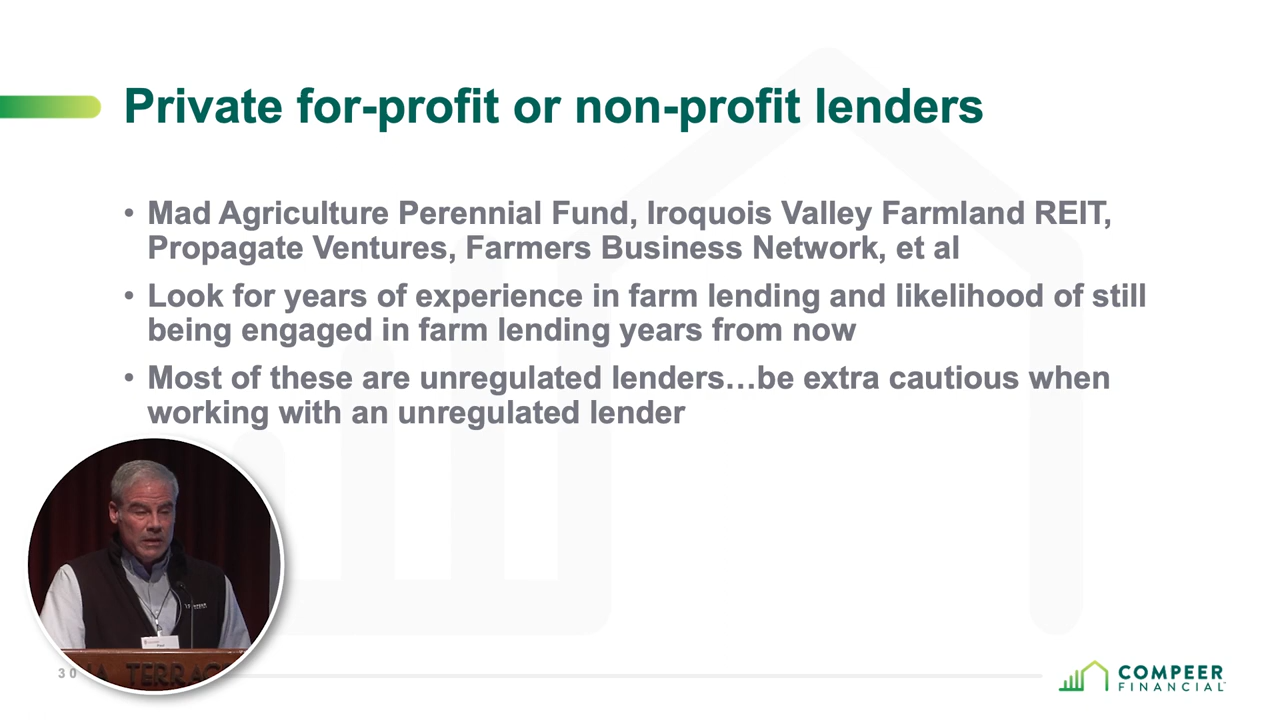 Private for-profit or non-profit lenders
• Mad Agriculture Perennial Fund, Iroquois Valley Farmland REIT,
Propagate Ventures, Farmers Business Network, et al
• Look for years of experience in farm lending and likelihood of still
being engaged in farm lending years from now
• Most of these are unregulated lenders…be extra cautious when
working with an unregulated lender
30
TERRACE
COMPEER
FINANCIAL